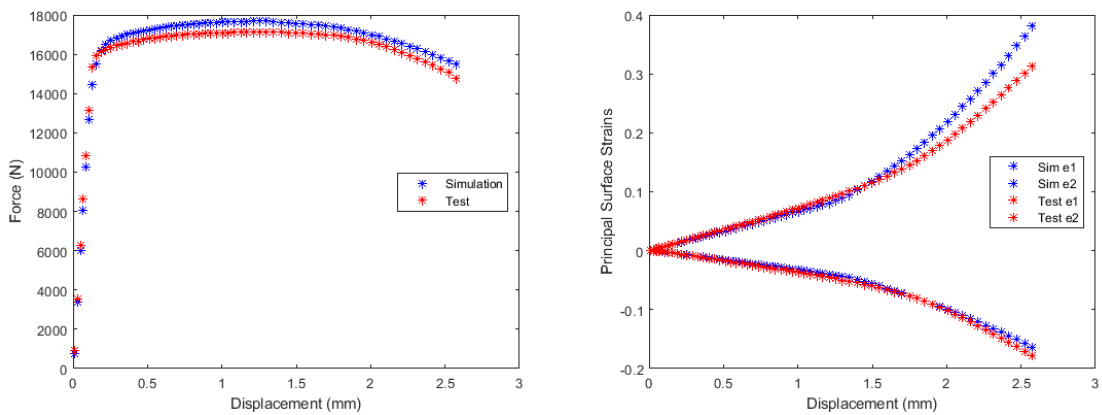 18000
16000
14000
12000
10000
8000
6000
4000
2000
0
Force (N)
Simulation
Test
0 0.5 1 1.5 2 2.5 3
Displacement (mm)
0.4
0.3
0.2
0.1
0
-0.1
-0.2
Principal Surface Strains
Sim e1
Sim e2
Test e1
Test e2
0 0.5 1 1.5 2 2.5 3
Displacement (mm)